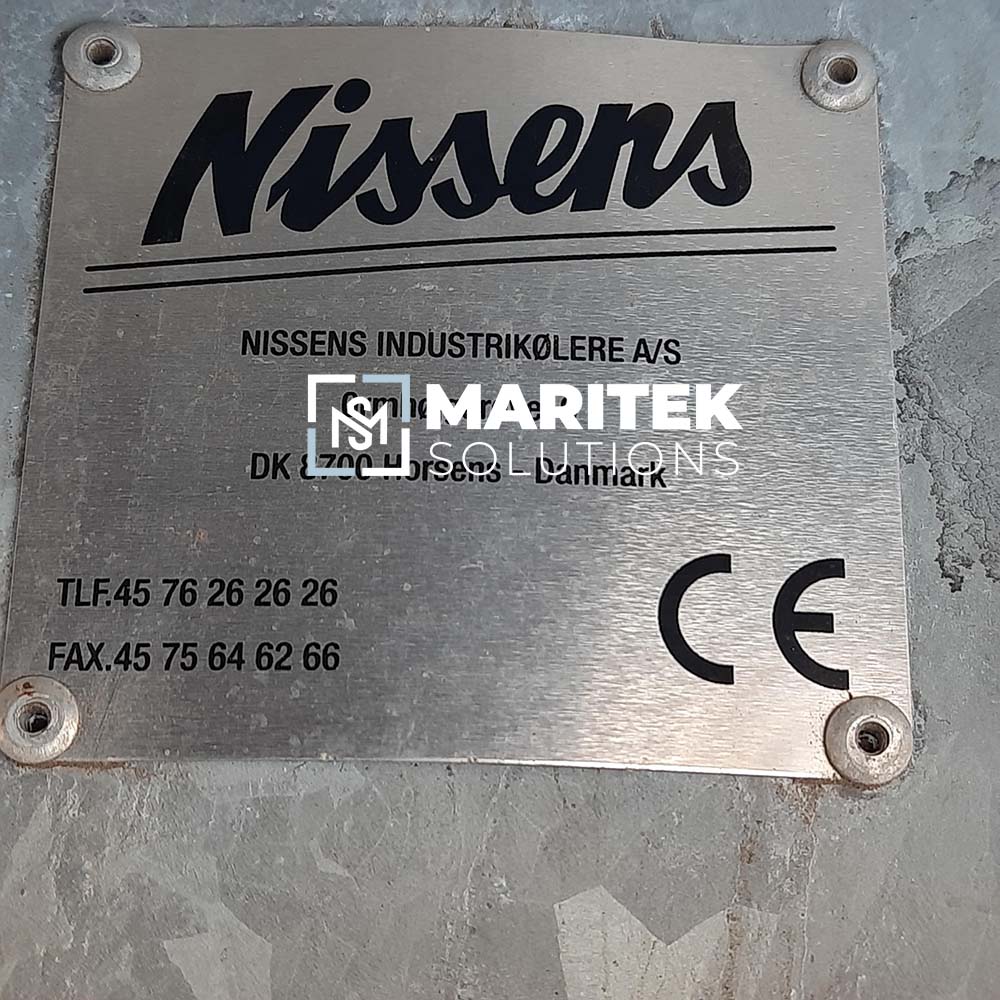 Nissens
NISSENS INDUSTRIKØLERE A/S
MARITEK
SOLUTIONS
DK 8700 Horsens Danmark
TLF.45 76 26 26 26
FAX.45 75 64 62 66
CE